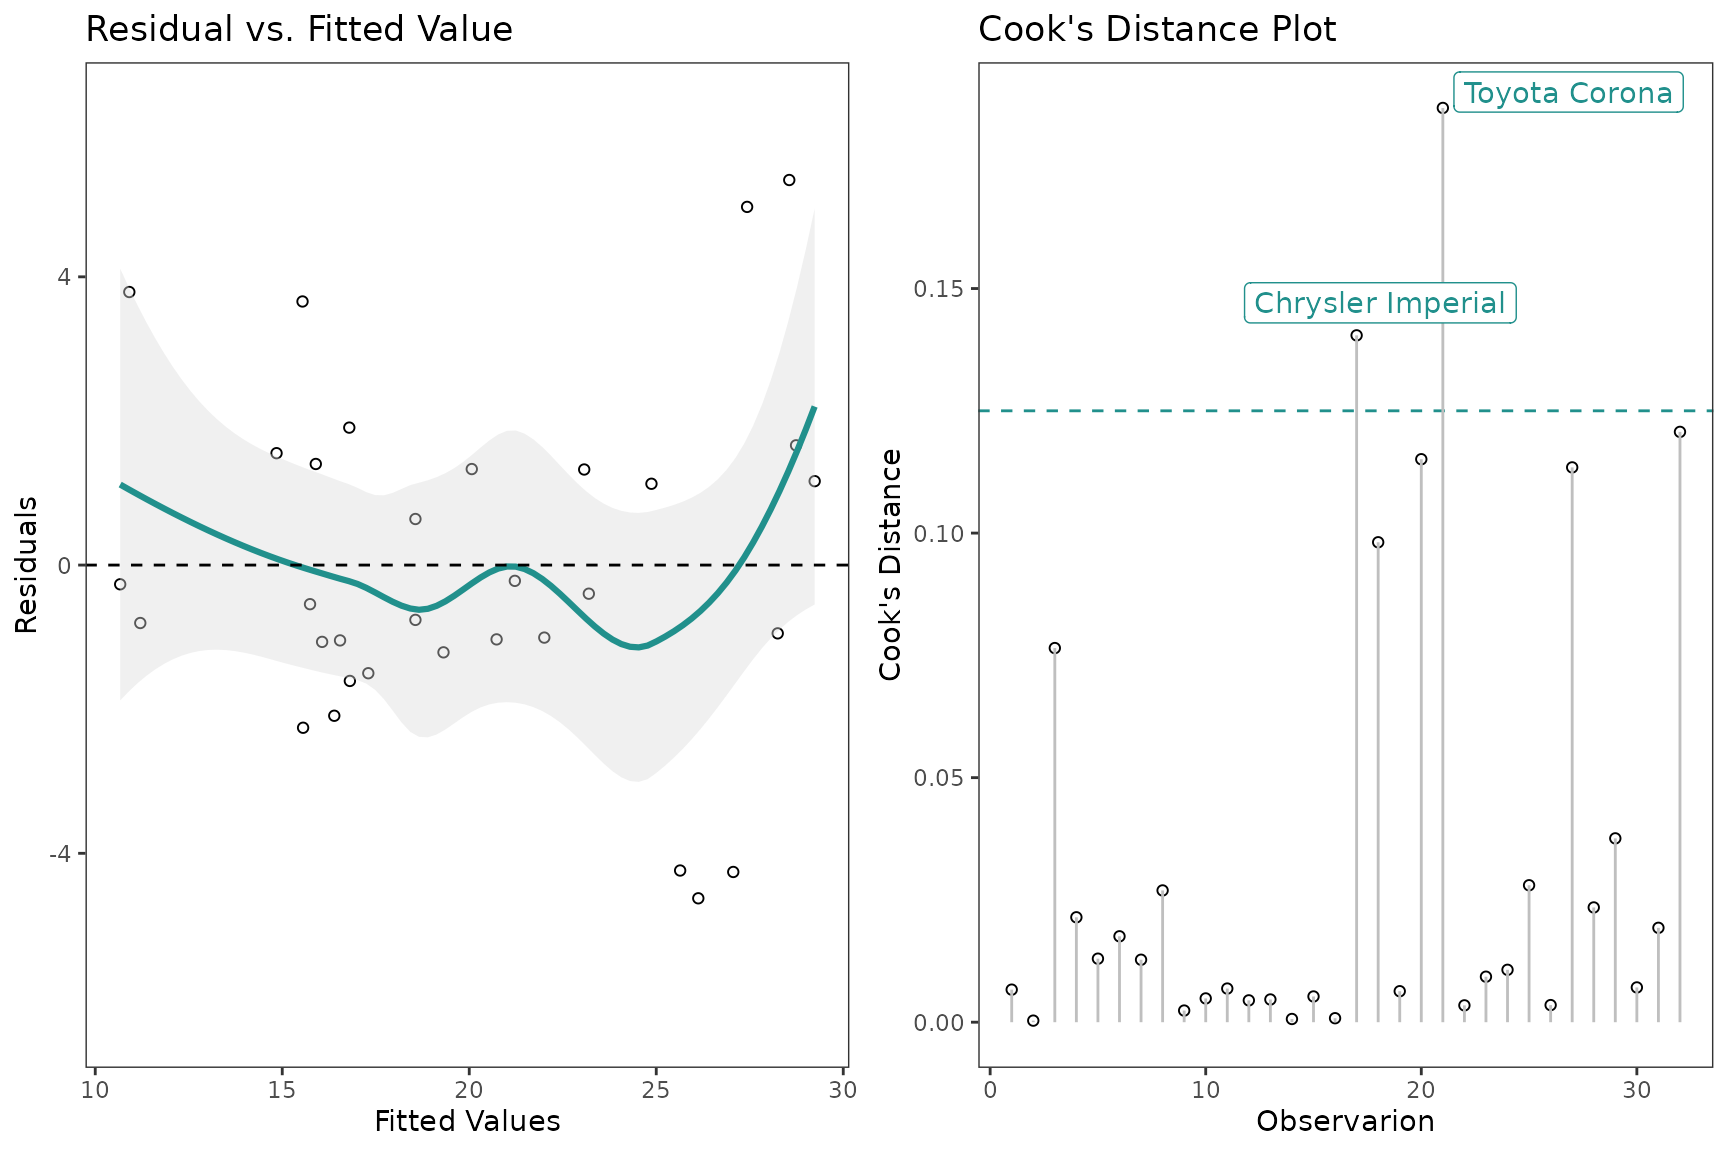 Residual vs. Fitted Value
4
0
-4
Residuals
10 15 20 25 30
Fitted Values
Cook's Distance Plot
Toyota Corona
Chrysler Imperial
0.15
0.10
0.05
0.00
Cook's Distance
0 10 20 30
Observarion